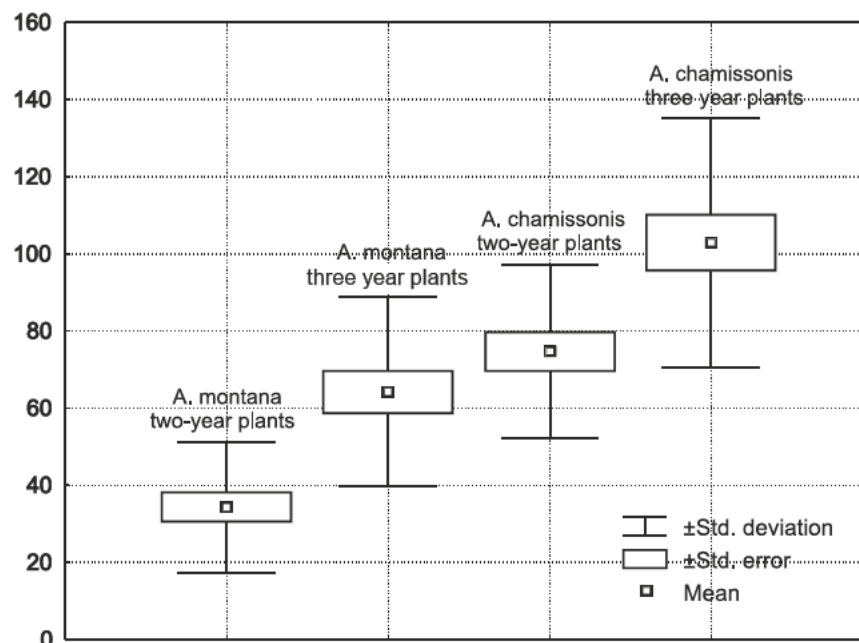 160
140
120
100
80
60
40
20
0
A. chamissonis
three year plants
A. chamissonis
two-year plants
A. montana
three year plants
A. montana
two-year plants
±Std. deviation
±Std. error
Mean